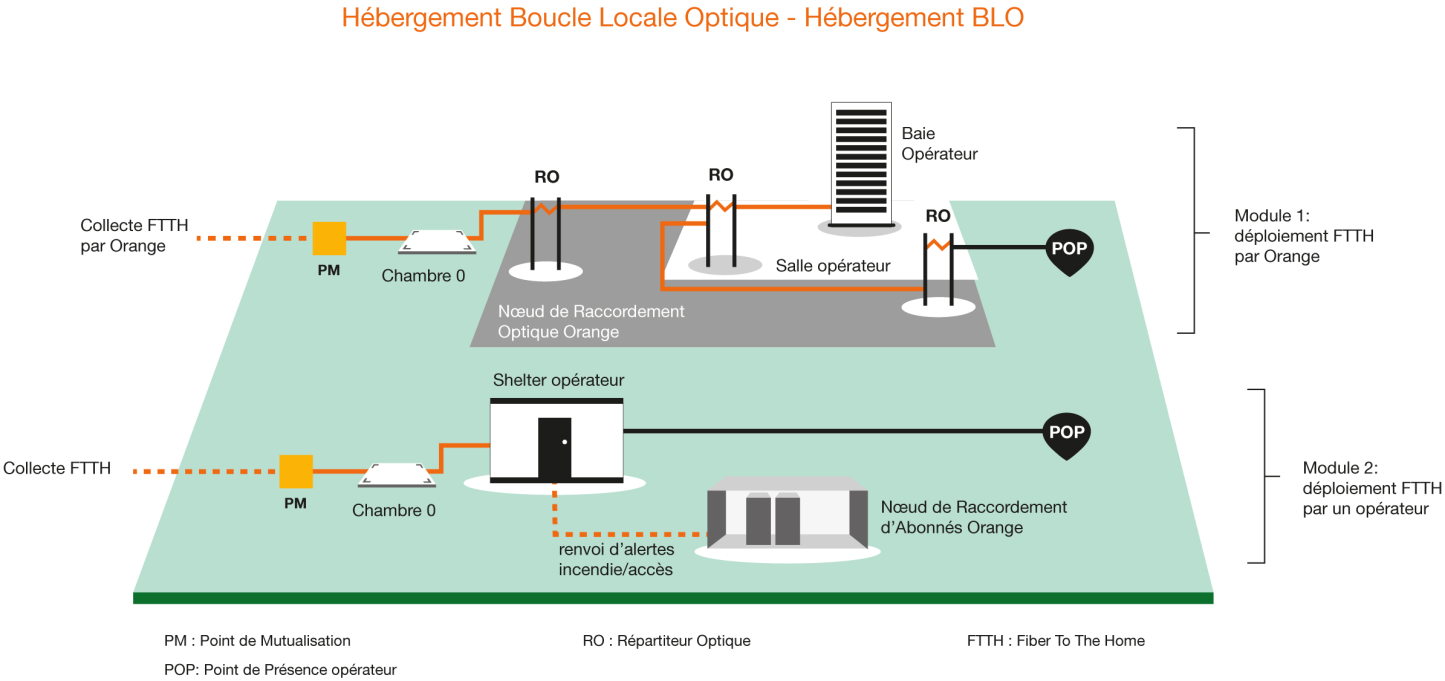 Hébergement Boucle Locale Optique - Hébergement BLO
Baie
Opérateur
RO
RO
RO
Collecte FTTH
par Orange
PM
Chambre 0
Salle opérateur
POP
Module 1:
déploiement FTTH
par Orange
Nœud de Raccordement
Optique Orange
Shelter opérateur
POP
Collecte FTTH
PM
Chambre 0
Nœud de Raccordement
d'Abonnés Orange
renvoi d'alertes
incendie/accès
Module 2:
déploiement FTTH
par un opérateur
PM : Point de Mutualisation
RO : Répartiteur Optique
FTTH : Fiber To The Home
POP: Point de Présence opérateur